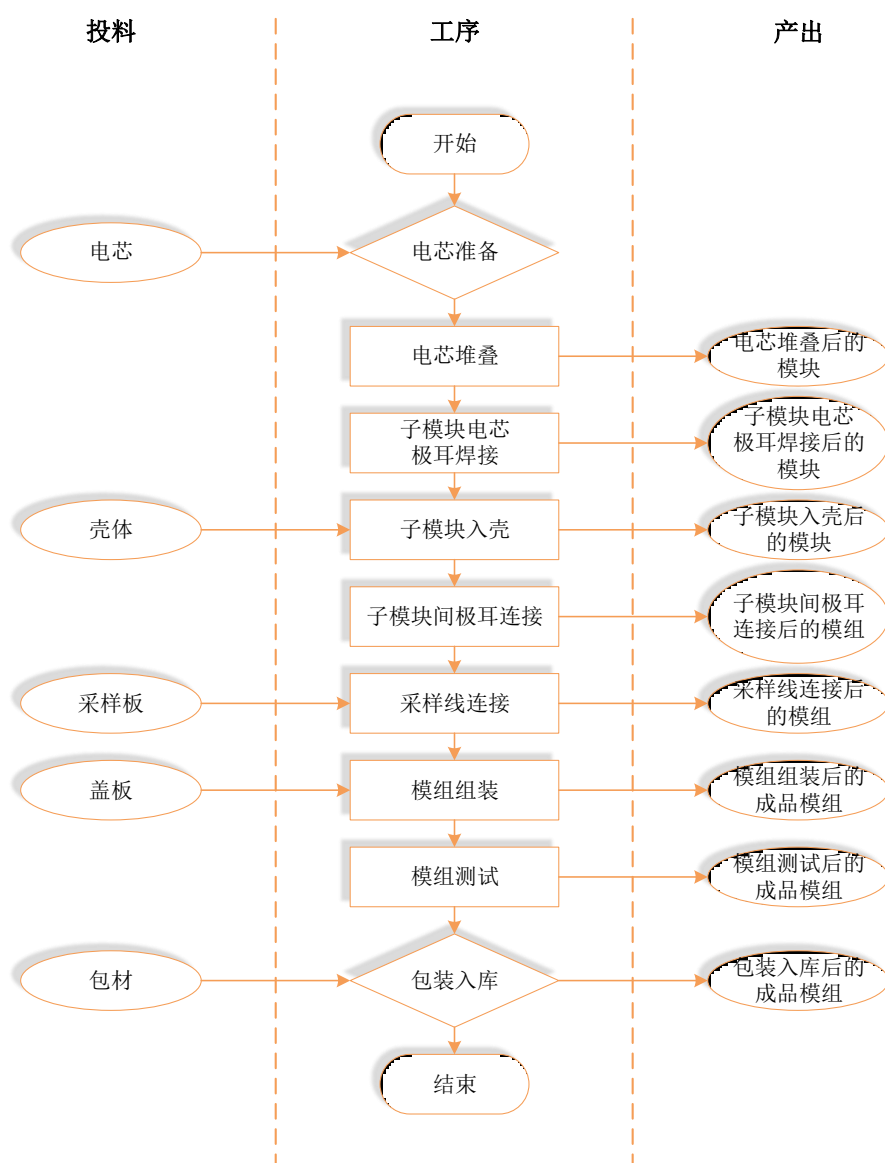 投料
工序
产出
开始
电芯
电芯准备
电芯堆叠
电芯堆叠后的
模块
子模块电芯
极耳焊接
子模块电芯
极耳焊接后的
模块
壳体
子模块入壳
子模块入壳后
的模块
子模块间极耳连接
子模块间极耳
连接后的模组
采样板
采样线连接
采样线连接后
的模组
盖板
模组组装
模组组装后的
成品模组
模组测试
模组测试后的
成品模组
包材
包装入库
包装入库后的
成品模组
结束